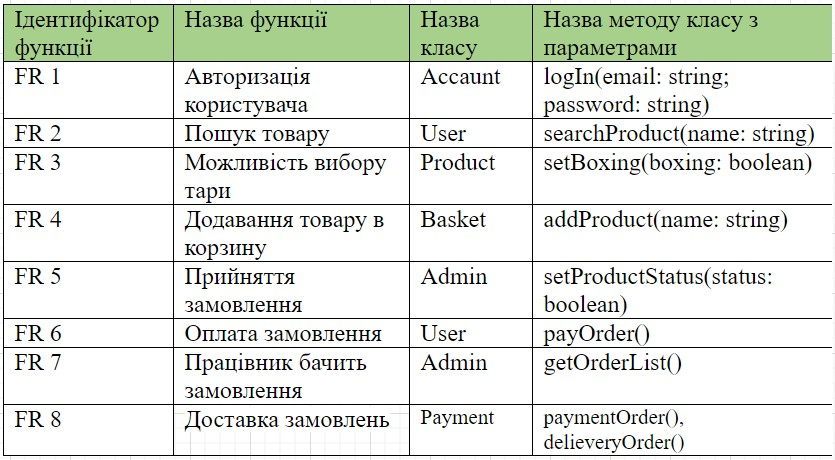 Ідентифікатор функції	Назва функції	Назва класу	Назва методу класу з параметрами
FR 1	Авторизація користувача	Accaunt	logIn(email: string; password: string)
FR 2	Пошук товару	User	searchProduct(name: string)
FR 3	Можливість вибору тари	Product	setBoxing(boxing: boolean)
FR 4	Додавання товару в корзину	Basket	addProduct(name: string)
FR 5	Прийняття замовлення	Admin	setProductStatus(status: boolean)
FR 6	Оплата замовлення	User	payOrder()
FR 7	Працівник бачить замовлення	Admin	getOrderList()
FR 8	Доставка замовлень	Payment	paymentOrder(), delieveryOrder()